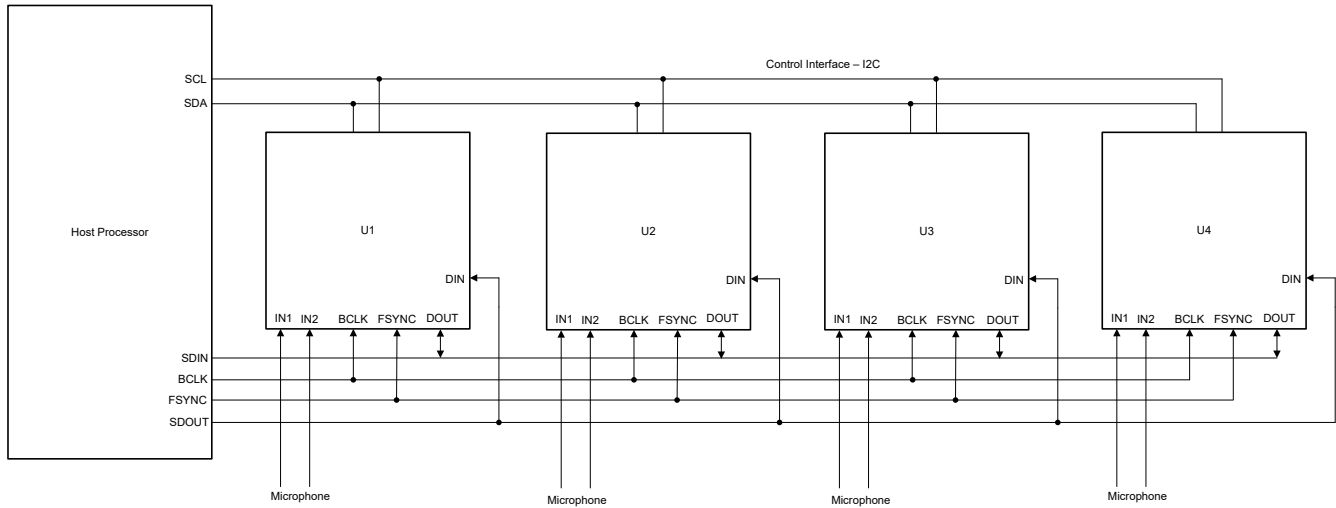 Control Interface – I2C
SCL
SDA
Host Processor
U1
U2
U3
U4
DIN
DIN
DIN
DIN
IN1 IN2 BCLK FSYNC DOUT
IN1 IN2 BCLK FSYNC DOUT
IN1 IN2 BCLK FSYNC DOUT
IN1 IN2 BCLK FSYNC DOUT
SDIN
BCLK
FSYNC
SDOUT
Microphone
Microphone
Microphone
Microphone